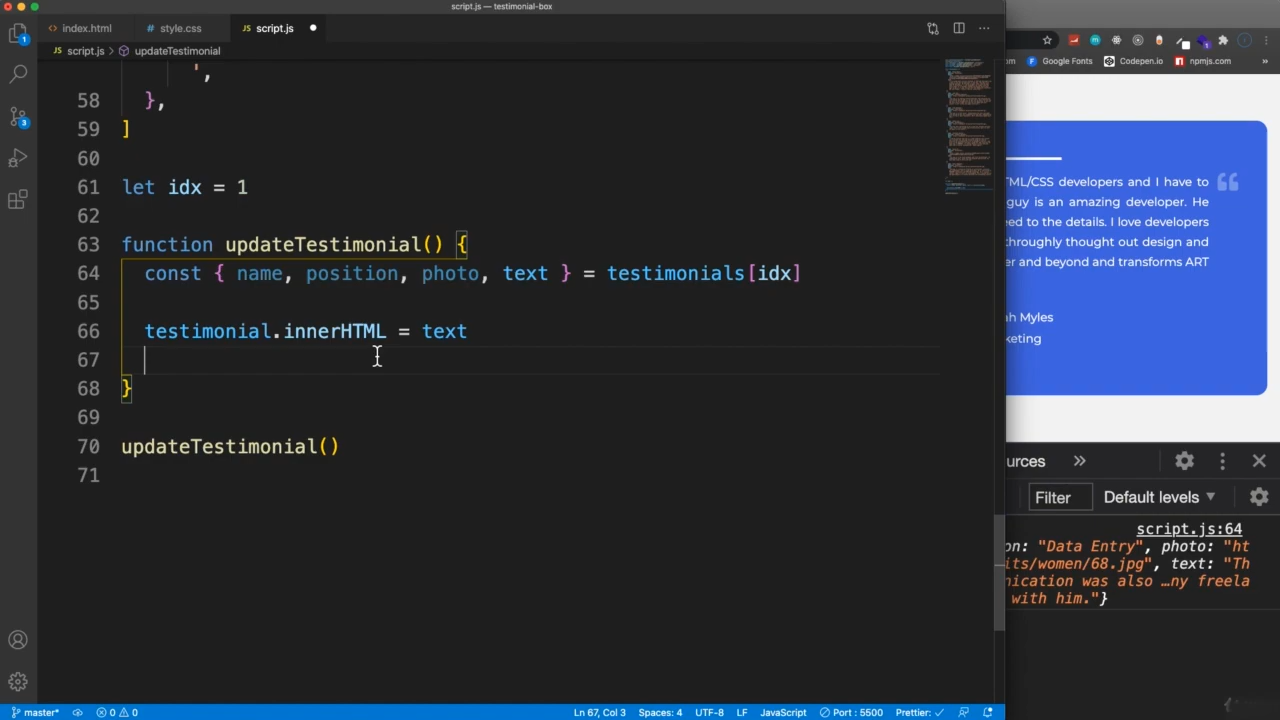 script.js — testimonial-box
index.html
style.css
JS script.js
JS script.js > updateTestimonial
Google Fonts
Codepen.io
npmjs.com
',
58 },
59 ]
60
61 let idx = 1
62
63 function updateTestimonial() {
64 const { name, position, photo, text } = testimonials[idx]
65
66 testimonial.innerHTML = text
67
68 }
69
70 updateTestimonial()
71
TML/CSS developers and I have to
guy is an amazing developer. He
ed to the details. I love developers
throughly thought out design and
er and beyond and transforms ART
ah Myles
keting
urces
Filter
Default levels
script.js:64
on: "Data Entry", photo: "ht
its/women/68.jpg", text: "Th
nication was also …ny freela
with him."}
master* 0 0 Ln 67, Col 3 Spaces: 4 UTF-8 LF JavaScript Port : 5500 Prettier: ✓